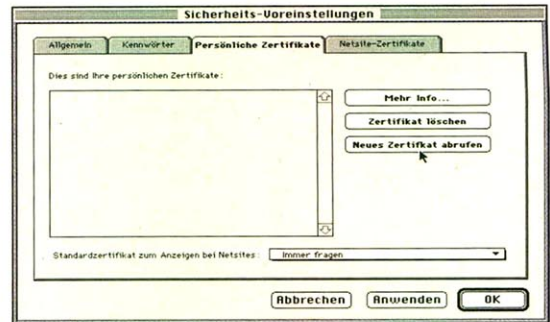 Sicherheits-Voreinstellungen
Allgemein
Kennwörter
Persönliche Zertifikate
Netsite-Zertifikate
Dies sind Ihre persönlichen Zertifikate:
Mehr Info...
Zertifikat löschen
Neues Zertifkat abrufen
Standardzertifikat zum Anzeigen bei Netsites:
Immer fragen
Abbrechen
Anwenden
OK